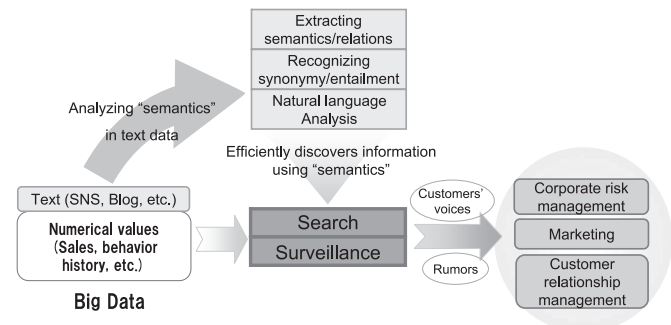 Extracting
semantics/relations
Recognizing
synonymy/entailment
Natural language
Analysis
Analyzing “semantics”
in text data
Efficiently discovers information
using “semantics”
Text (SNS, Blog, etc.)
Numerical values
(Sales, behavior
history, etc.)
Big Data
Search
Surveillance
Customers’
voices
Rumors
Corporate risk
management
Marketing
Customer
relationship
management